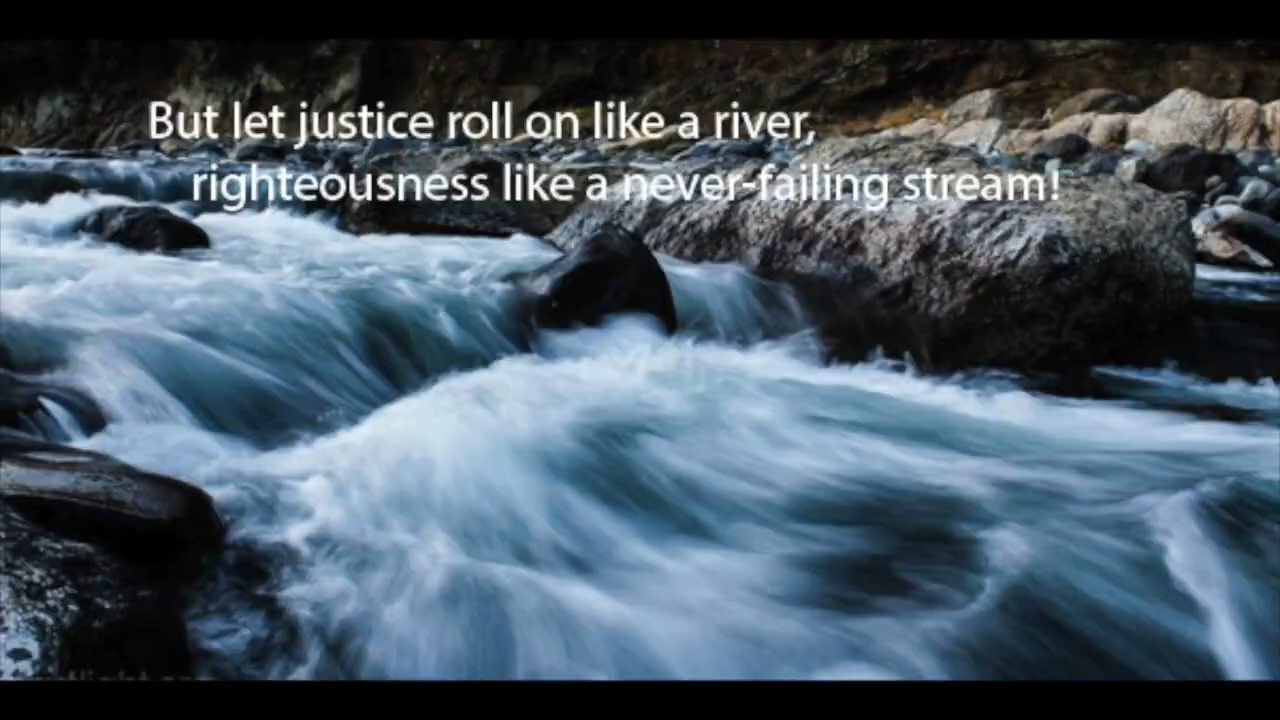 But let justice roll on like a river,
righteousness like a never-failing stream!